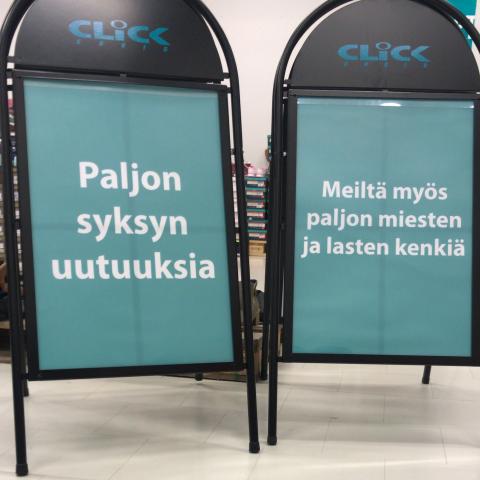 CLiCK
Paljon
syksyn
uutuuksia
CLiCK
Meiltä myös
paljon miesten
ja lasten kenkiä